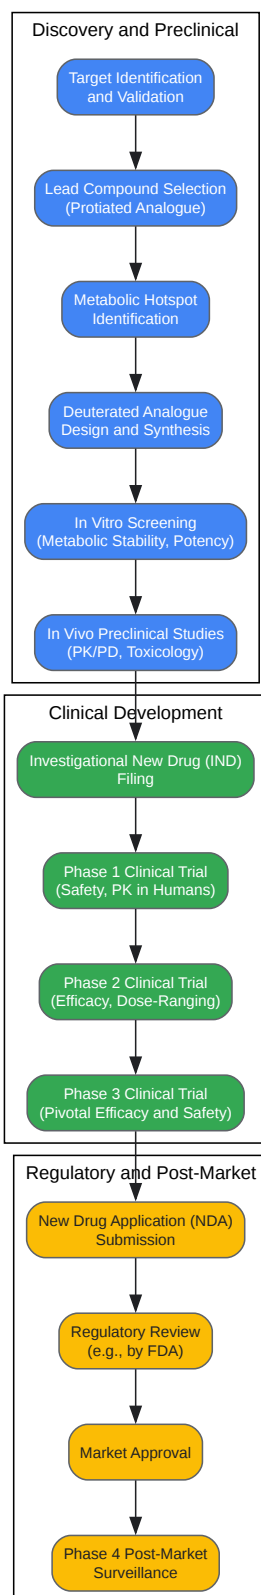 Discovery and Preclinical
Target Identification
and Validation
Lead Compound Selection
(Protiated Analogue)
Metabolic Hotspot
Identification
Deuterated Analogue
Design and Synthesis
In Vitro Screening
(Metabolic Stability, Potency)
In Vivo Preclinical Studies
(PK/PD, Toxicology)
Clinical Development
Investigational New Drug (IND)
Filing
Phase 1 Clinical Trial
(Safety, PK in Humans)
Phase 2 Clinical Trial
(Efficacy, Dose-Ranging)
Phase 3 Clinical Trial
(Pivotal Efficacy and Safety)
Regulatory and Post-Market
New Drug Application (NDA)
Submission
Regulatory Review
(e.g., by FDA)
Market Approval
Phase 4 Post-Market
Surveillance